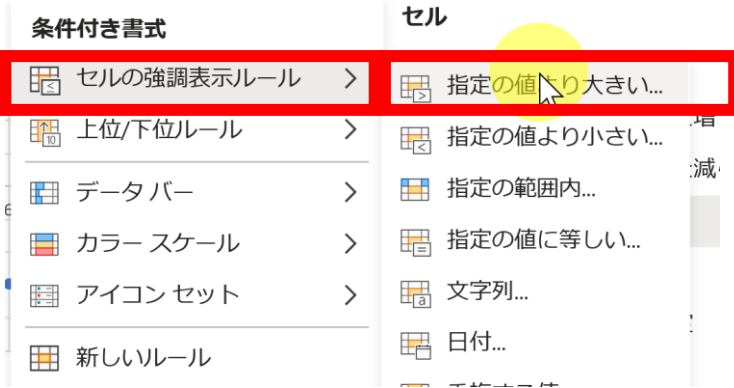 条件付き書式
セルの強調表示ルール
上位/下位ルール
データ バー
カラー スケール
アイコン セット
新しいルール
セル
指定の値より大きい...
指定の値より小さい...
指定の範囲内...
指定の値に等しい...
文字列...
日付...